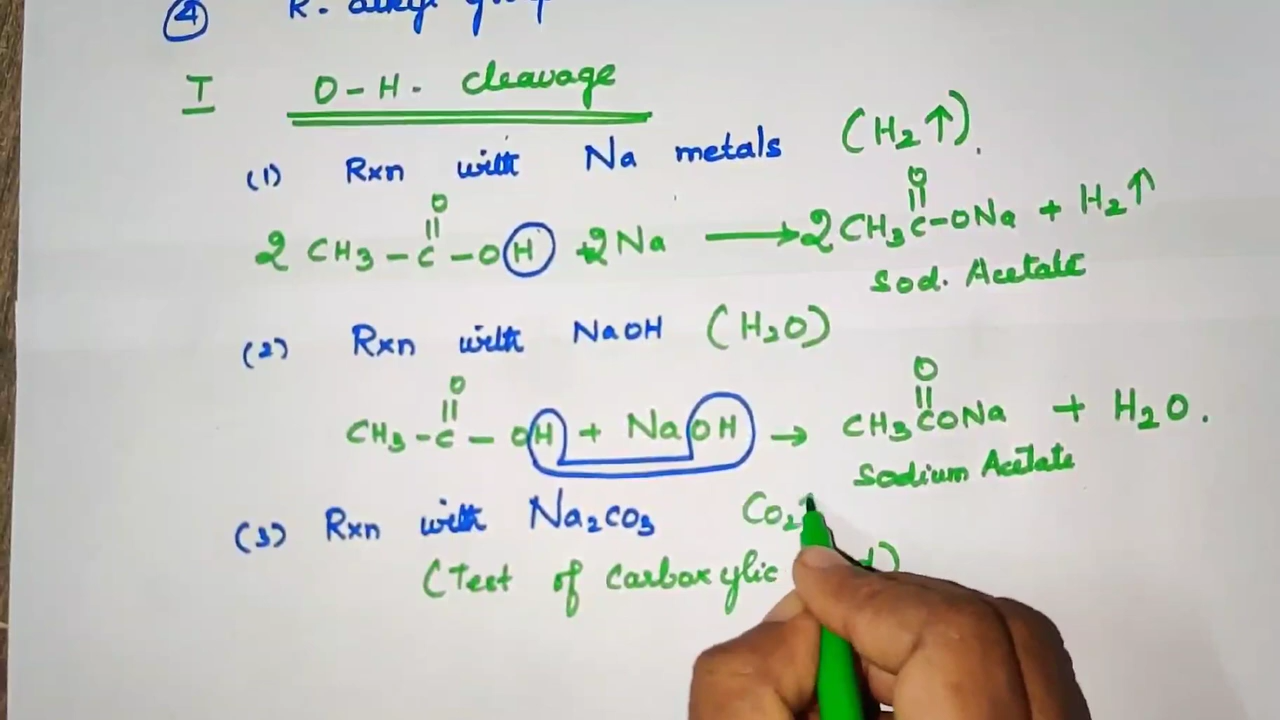 ④
I O-H- cleavage
(1) Rxn with Na metals (H₂↑).
O O
|| ||
2 CH₃-C-OH + 2Na → 2CH₃C-ONa + H₂↑
Sod. Acetate
(2) Rxn with NaOH (H₂O)
O O
|| ||
CH₃-C-OH + NaOH → CH₃CONa + H₂O.
Sodium Acetate
(3) Rxn with Na₂CO₃ CO₂
(Test of Carboxylic